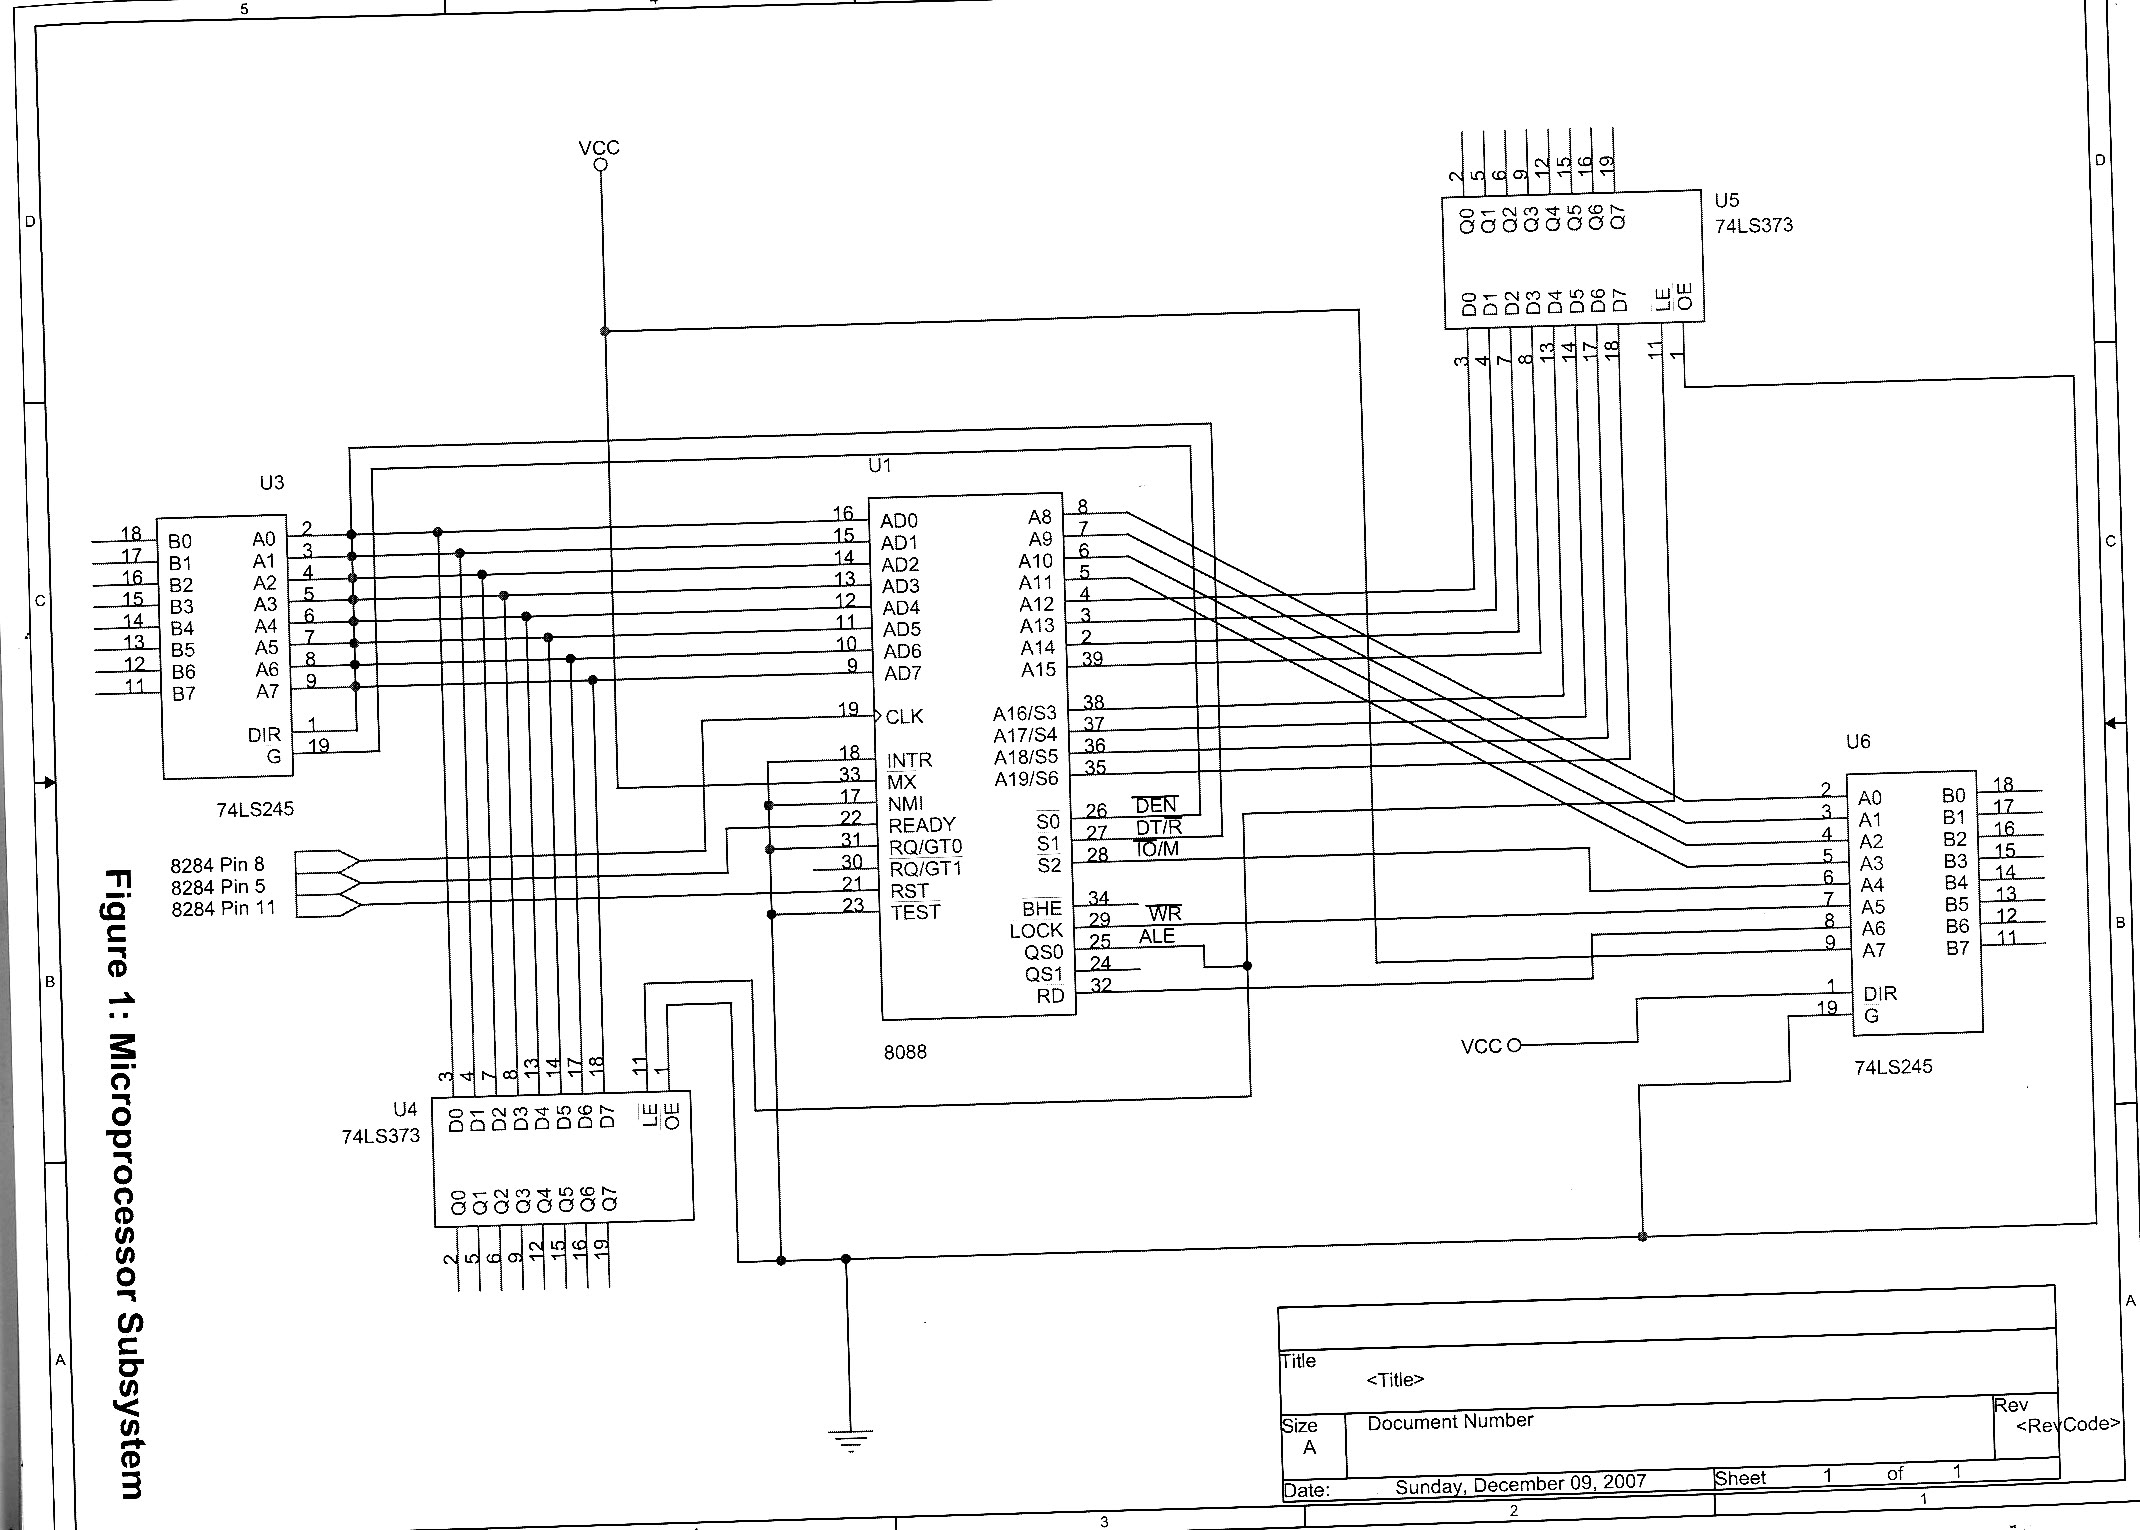 5
4
D
C
B
A
D
C
B
A
VCC
2 5 6 9 12 15 16 19
Q0 Q1 Q2 Q3 Q4 Q5 Q6 Q7
U5
74LS373
D0 D1 D2 D3 D4 D5 D6 D7 LE OE
3 4 7 8 13 14 17 18 11 1
U3
18 B0 A0 2
17 B1 A1 3
16 B2 A2 4
15 B3 A3 5
14 B4 A4 6
13 B5 A5 7
12 B6 A6 8
11 B7 A7 9
DIR 1
G 19
74LS245
U1
16 AD0 A8 8
15 AD1 A9 7
14 AD2 A10 6
13 AD3 A11 5
12 AD4 A12 4
11 AD5 A13 3
10 AD6 A14 2
9 AD7 A15 39
19 CLK A16/S3 38
A17/S4 37
18 INTR A18/S5 36
33 MX A19/S6 35
17 NMI
22 READY S0 26 DEN
31 RQ/GT0 S1 27 DT/R
30 RQ/GT1 S2 28 IO/M
21 RST
23 TEST BHE 34
LOCK 29 WR
QS0 25 ALE
QS1 24
RD 32
8088
8284 Pin 8
8284 Pin 5
8284 Pin 11
U6
2 A0 B0 18
3 A1 B1 17
4 A2 B2 16
5 A3 B3 15
6 A4 B4 14
7 A5 B5 13
8 A6 B6 12
9 A7 B7 11
1 DIR
19 G
VCC
74LS245
3 4 7 8 13 14 17 18 11 1
U4
74LS373
D0 D1 D2 D3 D4 D5 D6 D7 LE OE
Q0 Q1 Q2 Q3 Q4 Q5 Q6 Q7
2 5 6 9 12 15 16 19
Figure 1: Microprocessor Subsystem
Title
<Title>
Size
A
Document Number
Rev
<RevCode>
Date: Sunday, December 09, 2007 Sheet 1 of 1
3
2
1